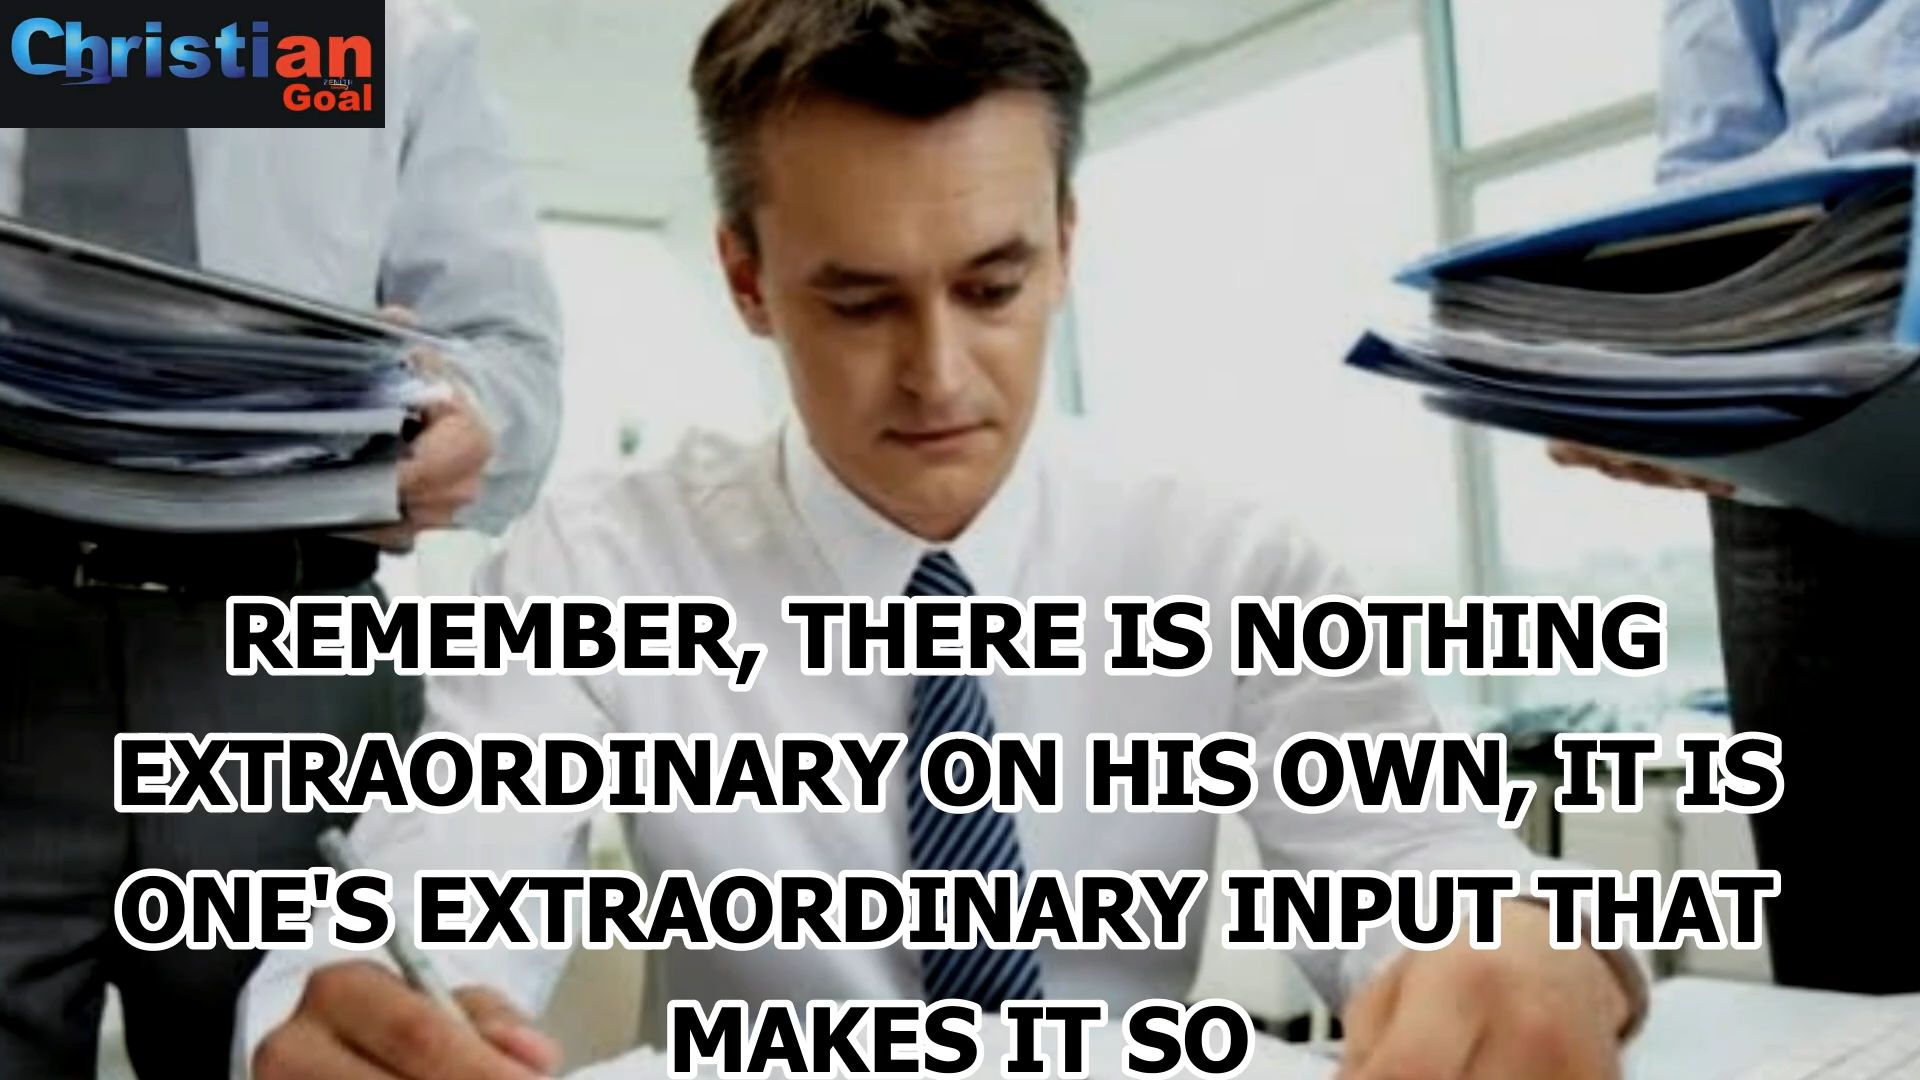 Christian
ZENITH
Goal
REMEMBER, THERE IS NOTHING
EXTRAORDINARY ON HIS OWN, IT IS
ONE'S EXTRAORDINARY INPUT THAT
MAKES IT SO